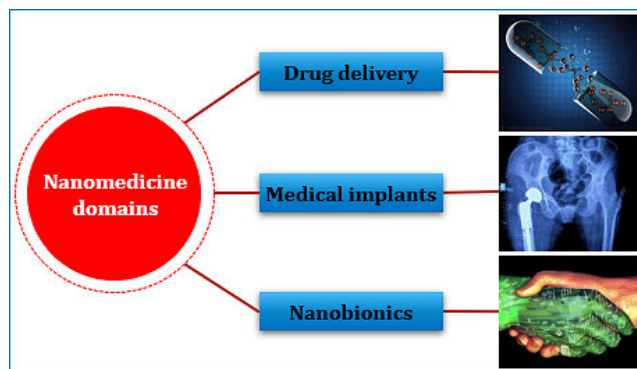 Nanomedicine
domains
Drug delivery
Medical implants
Nanobionics